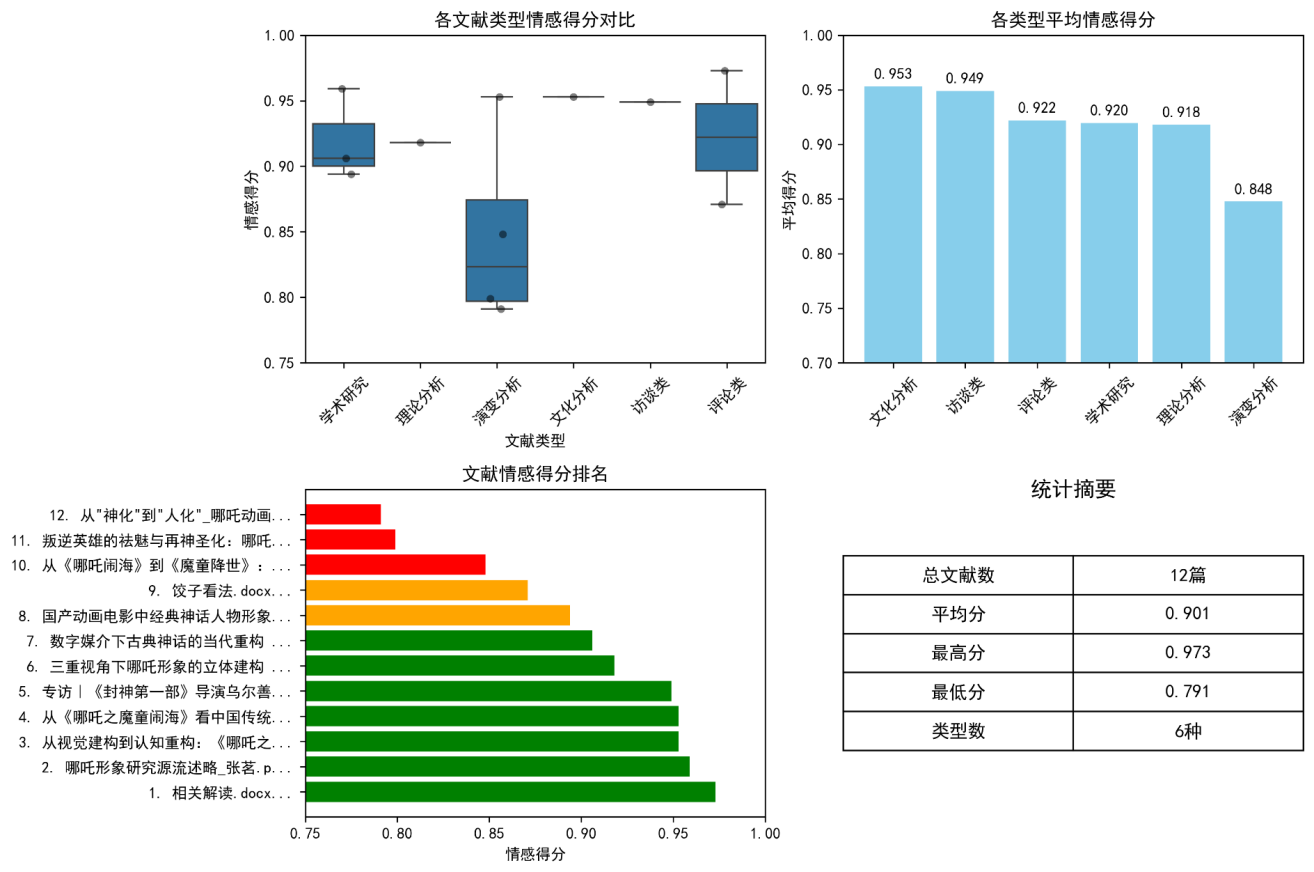 各文献类型情感得分对比
1.00
0.95
0.90
0.85
0.80
0.75
情感得分
学术研究
理论分析
演变分析
文化分析
访谈类
评论类
文献类型
各类型平均情感得分
1.00
0.95
0.90
0.85
0.80
0.75
0.70
平均得分
0.953
0.949
0.922
0.920
0.918
0.848
文化分析
访谈类
评论类
学术研究
理论分析
演变分析
文献情感得分排名
12. 从"神化"到"人化"_哪吒动画...
11. 叛逆英雄的祛魅与再神圣化：哪吒...
10. 从《哪吒闹海》到《魔童降世》：...
9. 饺子看法.docx...
8. 国产动画电影中经典神话人物形象...
7. 数字媒介下古典神话的当代重构 ...
6. 三重视角下哪吒形象的立体建构 ...
5. 专访｜《封神第一部》导演乌尔善...
4. 从《哪吒之魔童闹海》看中国传统...
3. 从视觉建构到认知重构：《哪吒之...
2. 哪吒形象研究源流述略_张茗.p...
1. 相关解读.docx...
0.75 0.80 0.85 0.90 0.95 1.00
情感得分
统计摘要
总文献数 12篇
平均分 0.901
最高分 0.973
最低分 0.791
类型数 6种